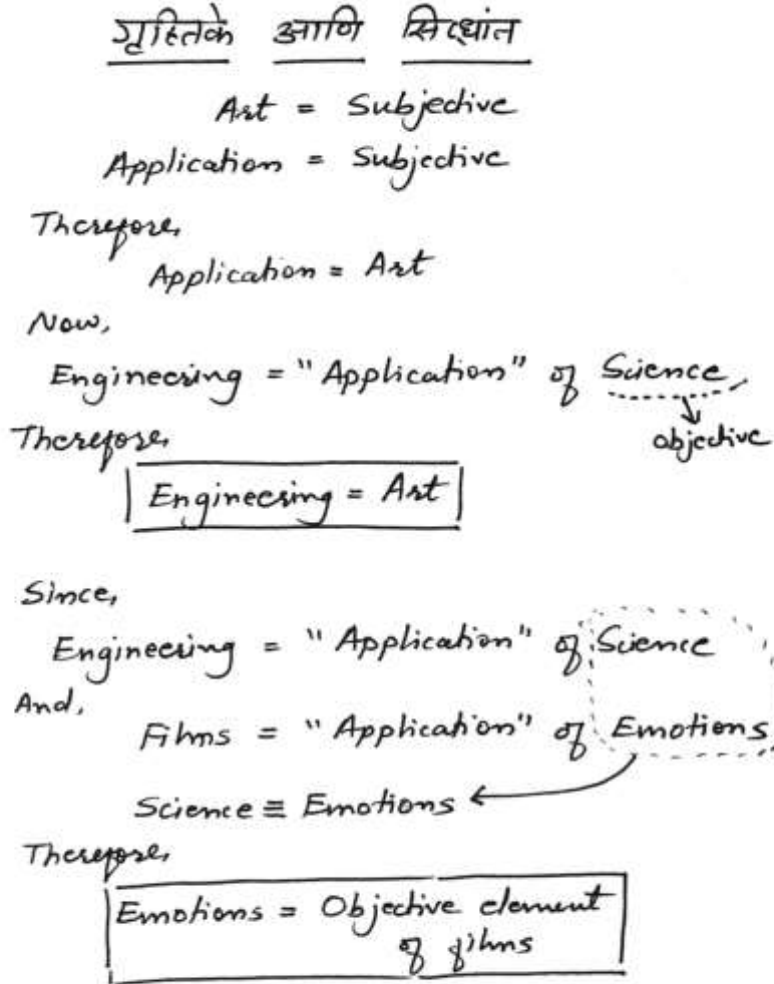 गृहितके आणि सिध्दांत
Art = Subjective
Application = Subjective
Therefore,
Application = Art
Now,
Engineering = "Application" of Science,
objective
Therefore,
Engineering = Art
Since,
Engineering = "Application" of Science
And,
Films = "Application" of Emotions
Science ≡ Emotions
Therefore,
Emotions = Objective element
of films